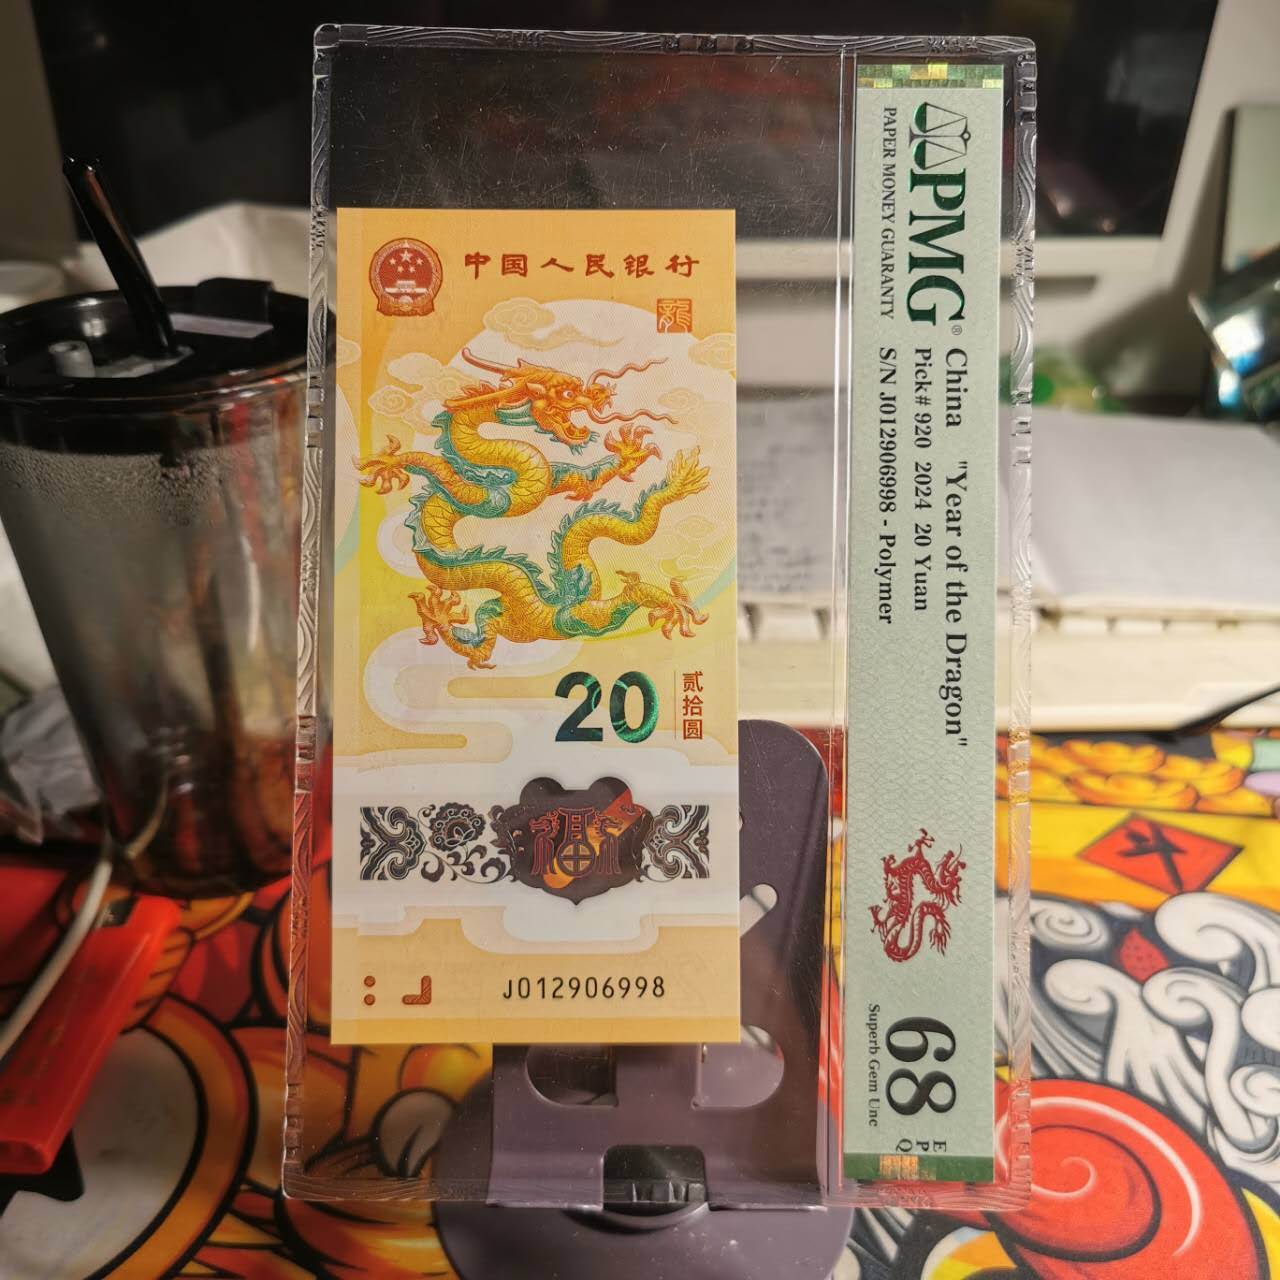 中国人民银行
龍
20
贰拾圆
福
J012906998
PMG®
PAPER MONEY GUARANTY
China "Year of the Dragon"
Pick# 920 2024 20 Yuan
S/N J012906998 - Polymer
68
EPQ
Superb Gem Unc